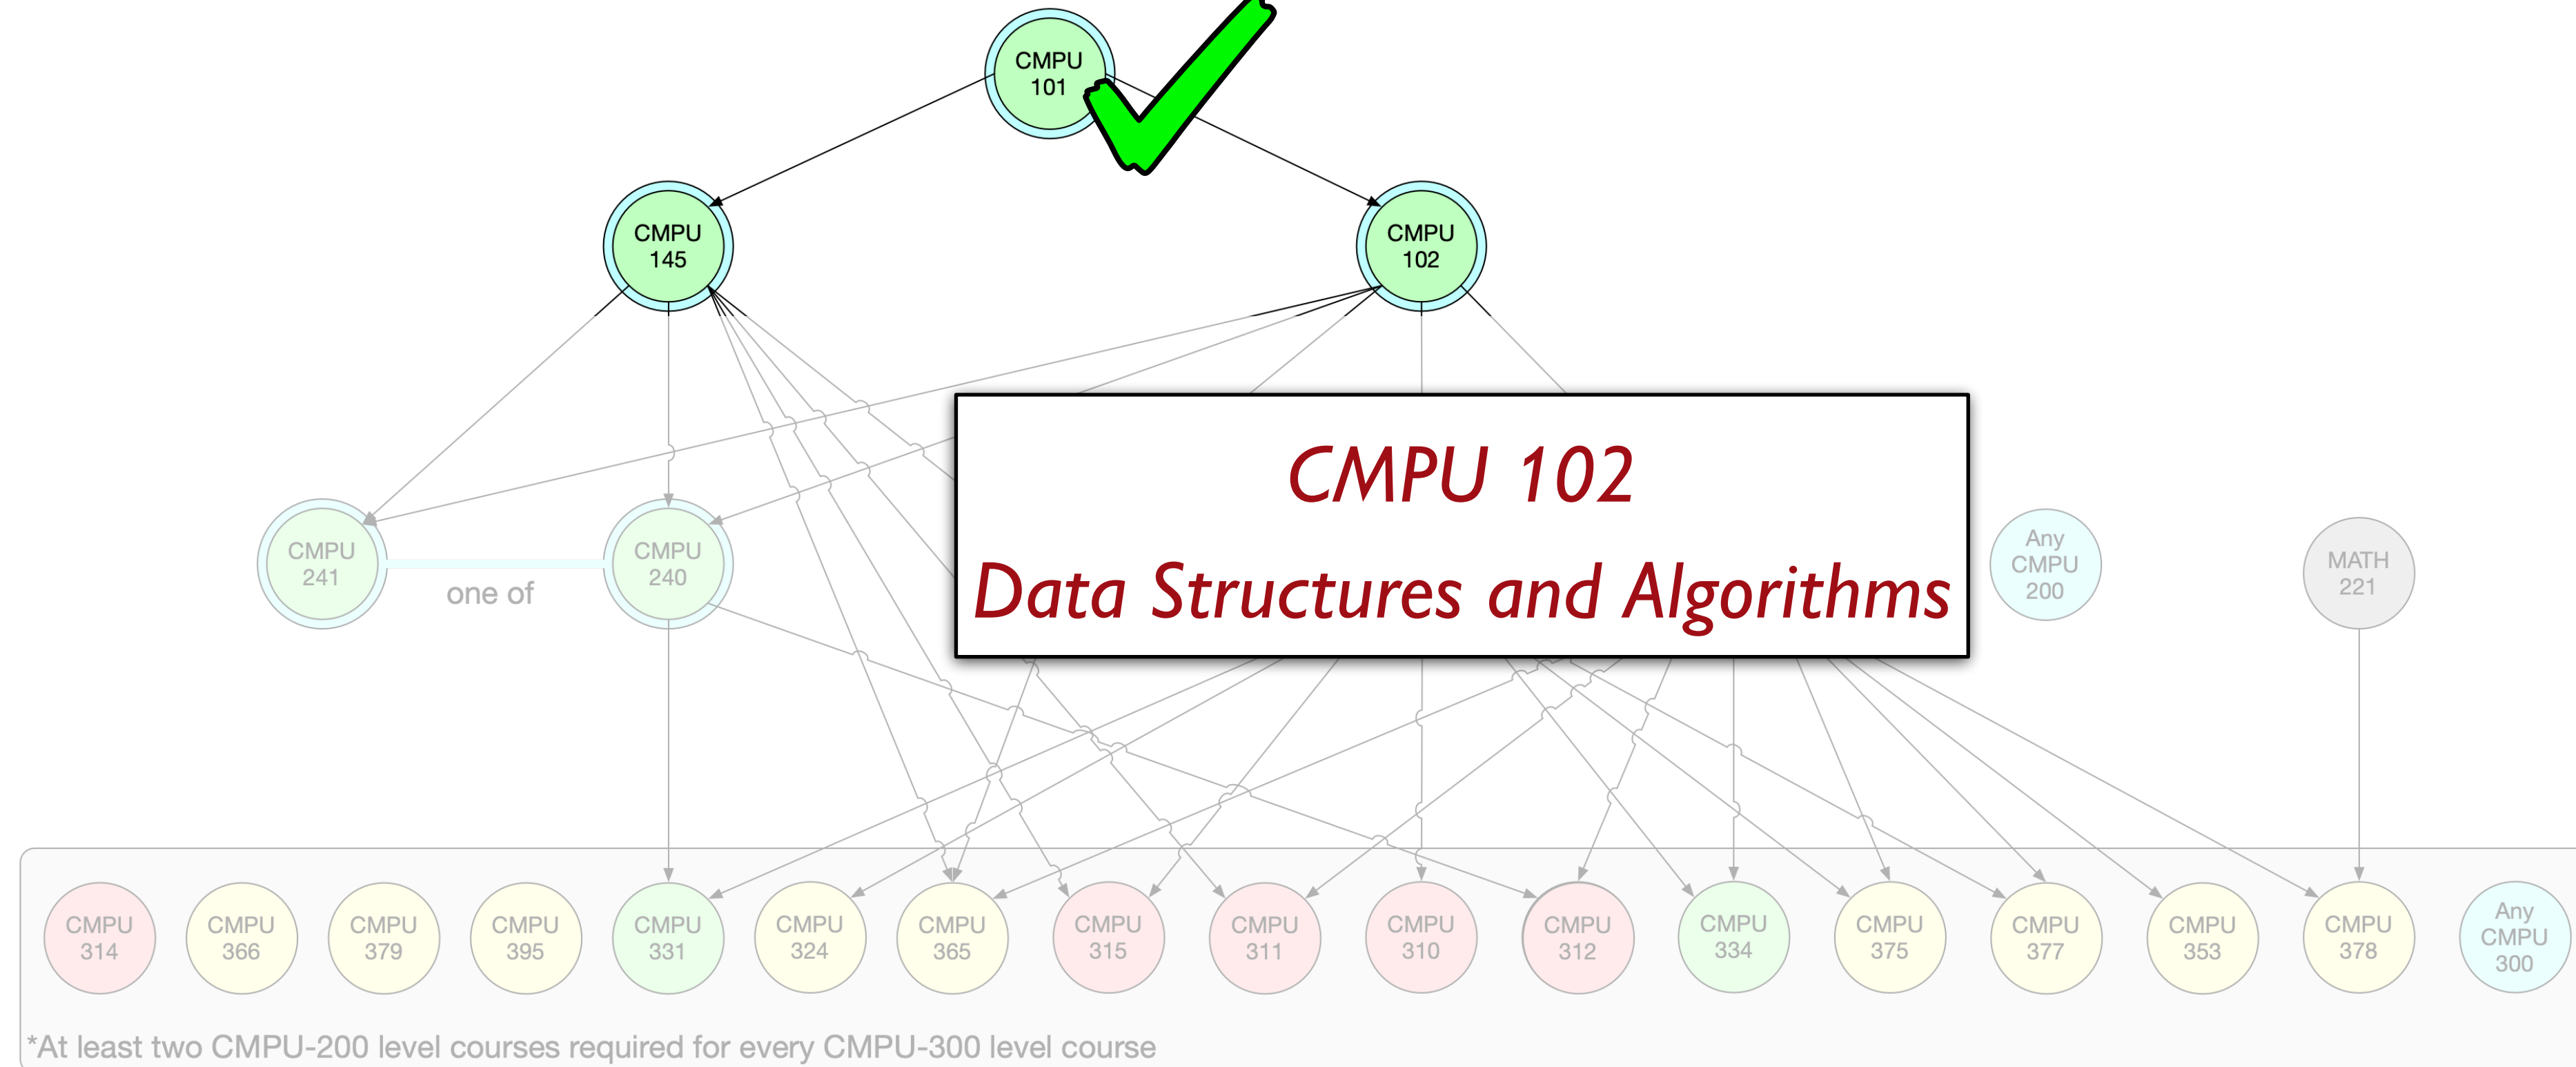 CMPU
101
CMPU
145
CMPU
102
CMPU 102
Data Structures and Algorithms
CMPU
241
one of
CMPU
240
Any
CMPU
200
MATH
221
CMPU
314
CMPU
366
CMPU
379
CMPU
395
CMPU
331
CMPU
324
CMPU
365
CMPU
315
CMPU
311
CMPU
310
CMPU
312
CMPU
334
CMPU
375
CMPU
377
CMPU
353
CMPU
378
Any
CMPU
300
*At least two CMPU-200 level courses required for every CMPU-300 level course